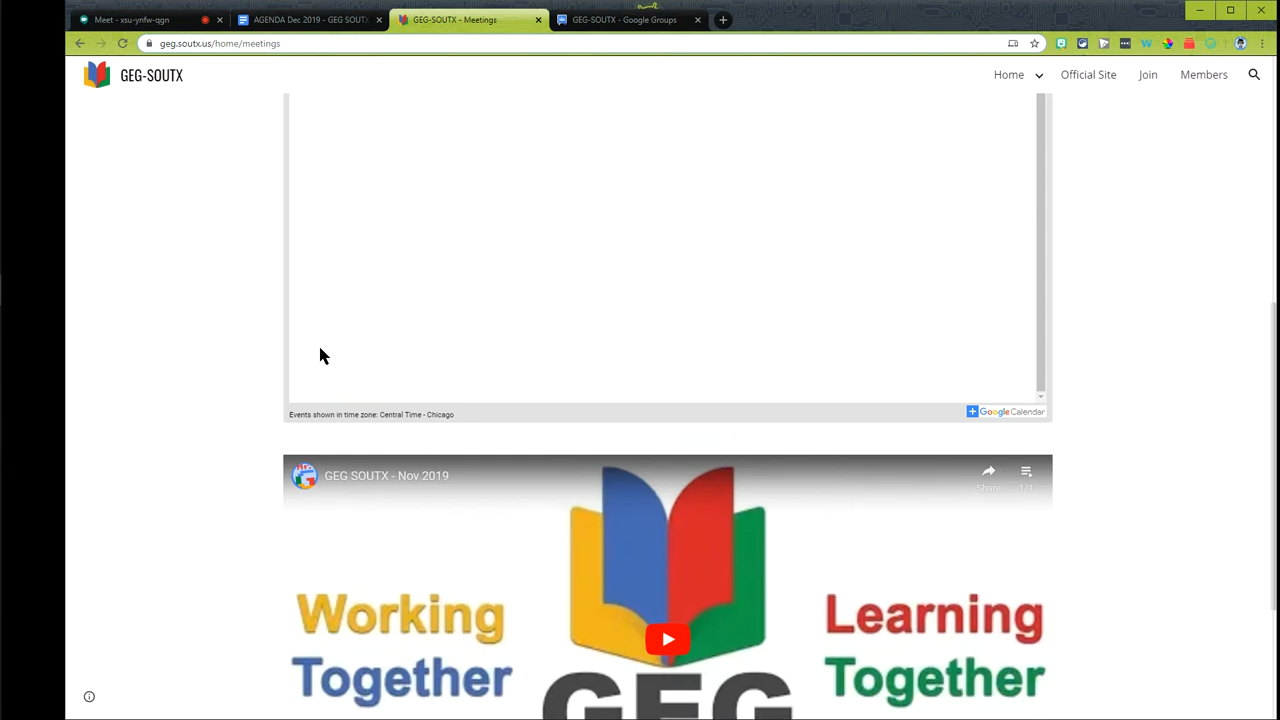 Meet - xsu-ynfw-qgn
AGENDA Dec 2019 - GEG SOUTX
GEG-SOUTX - Meetings
GEG-SOUTX - Google Groups
geg.soutx.us/home/meetings
GEG-SOUTX
Home
Official Site
Join
Members
Events shown in time zone: Central Time - Chicago
Google Calendar
GEG SOUTX - Nov 2019
Share
1/1
Working
Together
Learning
Together
GEG